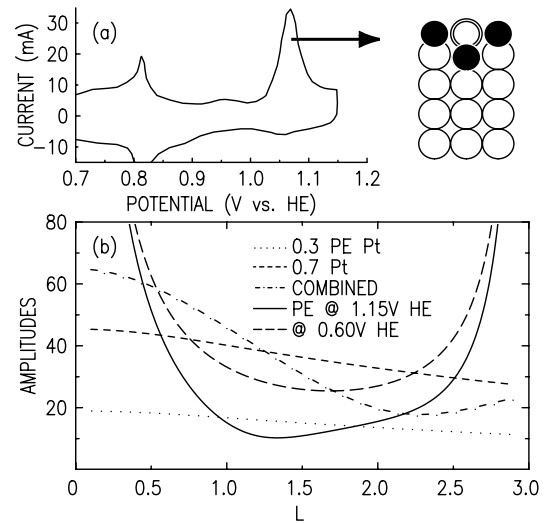 (a)
CURRENT (mA)
30
20
10
0
10
0.7 0.8 0.9 1.0 1.1 1.2
POTENTIAL (V vs. HE)
(b)
AMPLITUDES
80
60
40
20
0.3 PE Pt
0.7 Pt
COMBINED
PE @ 1.15V HE
@ 0.60V HE
0 0.5 1.0 1.5 2.0 2.5 3.0
L